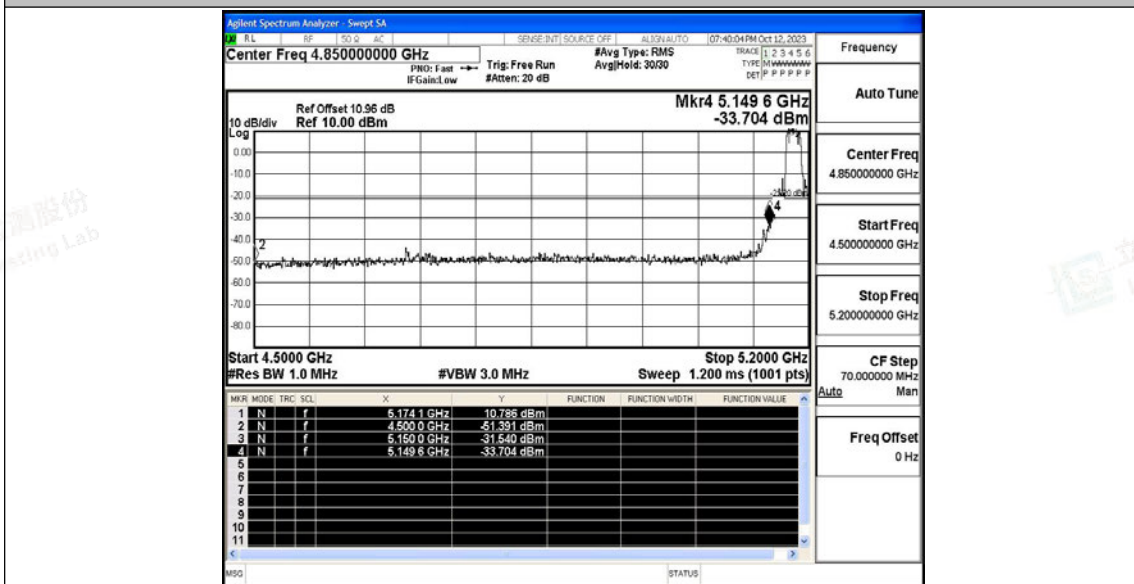 Agilent Spectrum Analyzer - Swept SA
RL RF 50 Ω AC SENSE:INT SOURCE OFF ALIGN AUTO 07:40:04 PM Oct 12, 2023
Center Freq 4.850000000 GHz #Avg Type: RMS TRACE 1 2 3 4 5 6
PNO: Fast Trig: Free Run Avg|Hold: 30/30 TYPE M W W W W W
IFGain:Low #Atten: 20 dB DET P P P P P P
Mkr4 5.149 6 GHz
Ref Offset 10.96 dB
10 dB/div Ref 10.00 dBm -33.704 dBm
Log
0.00
-10.0
-20.0
-30.0
-40.0
-50.0
-60.0
-70.0
-80.0
2
4
Start 4.5000 GHz Stop 5.2000 GHz
#Res BW 1.0 MHz #VBW 3.0 MHz Sweep 1.200 ms (1001 pts)
MKR MODE TRC SCL X Y FUNCTION FUNCTION WIDTH FUNCTION VALUE
1 N f 5.174 1 GHz 10.786 dBm
2 N f 4.500 0 GHz -51.391 dBm
3 N f 5.150 0 GHz -31.540 dBm
4 N f 5.149 6 GHz -33.704 dBm
5
6
7
8
9
10
11
MSG STATUS
Frequency
Auto Tune
Center Freq
4.850000000 GHz
Start Freq
4.500000000 GHz
Stop Freq
5.200000000 GHz
CF Step
70.000000 MHz
Auto Man
Freq Offset
0 Hz
股份
Lab
立